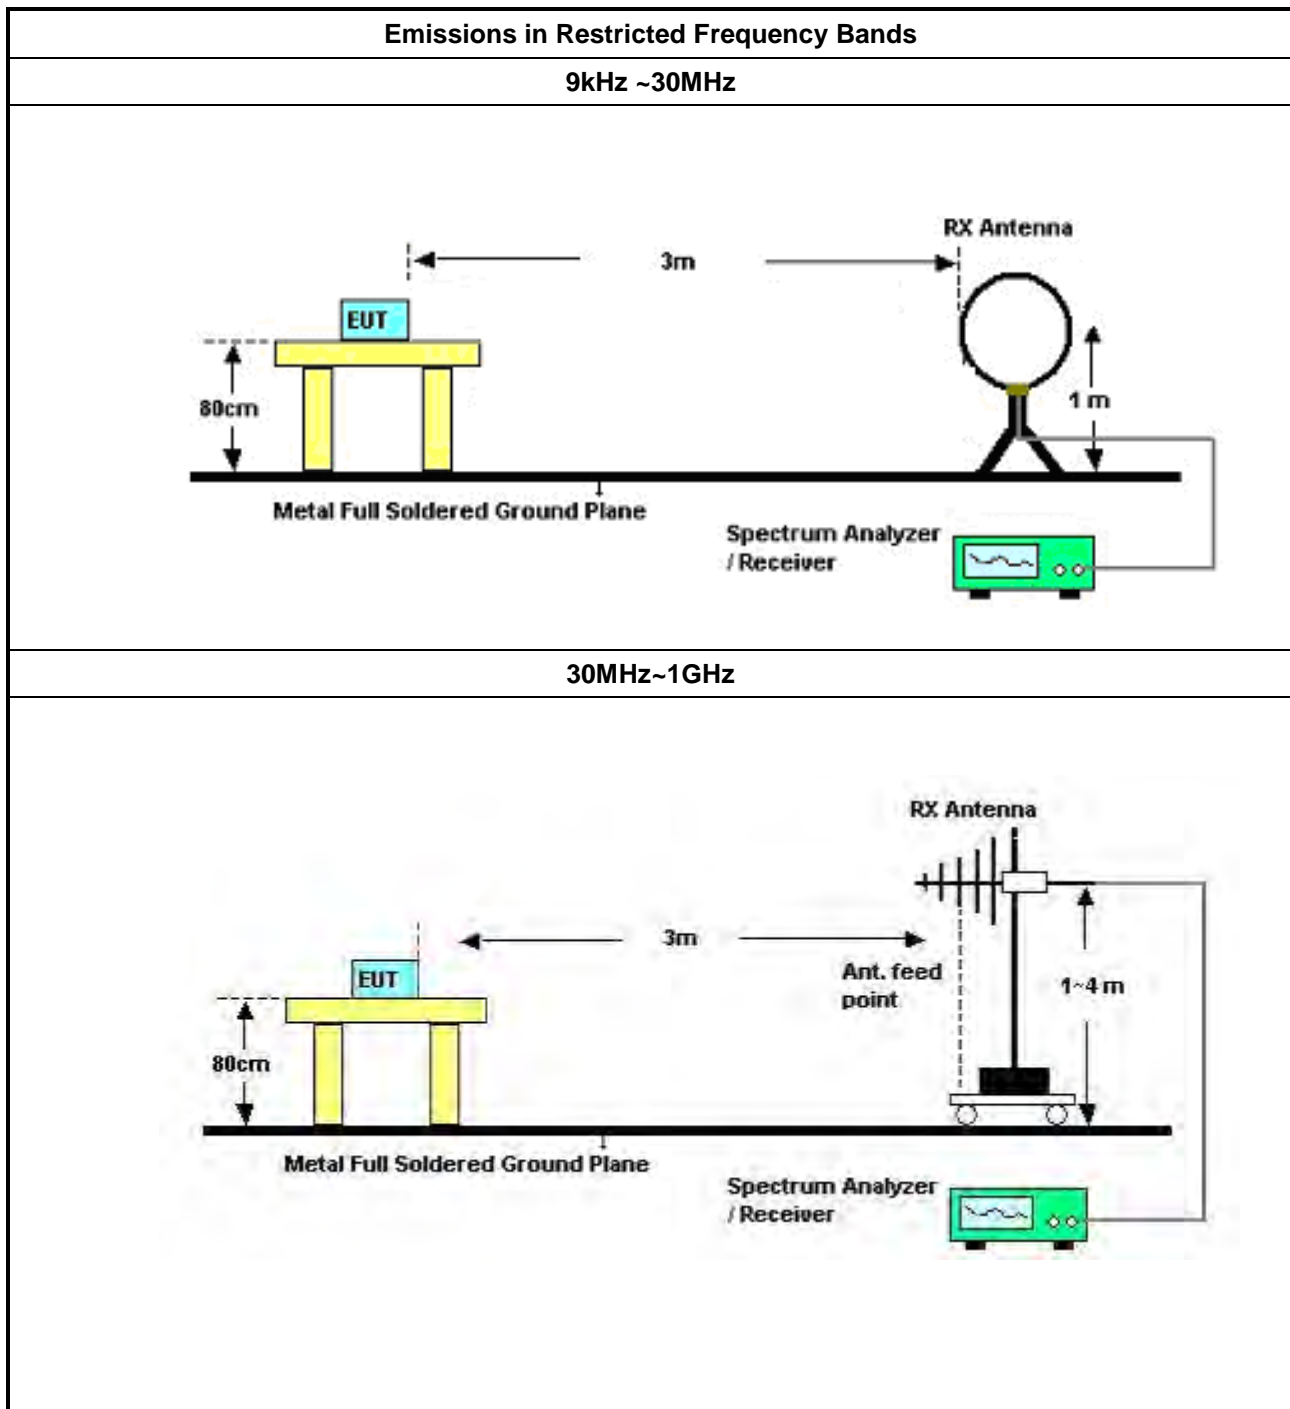 Emissions in Restricted Frequency Bands
9kHz ~30MHz
RX Antenna
3m
EUT
80cm
1 m
Metal Full Soldered Ground Plane
Spectrum Analyzer
/ Receiver
30MHz~1GHz
RX Antenna
3m
Ant. feed
point
1~4 m
EUT
80cm
Metal Full Soldered Ground Plane
Spectrum Analyzer
/ Receiver